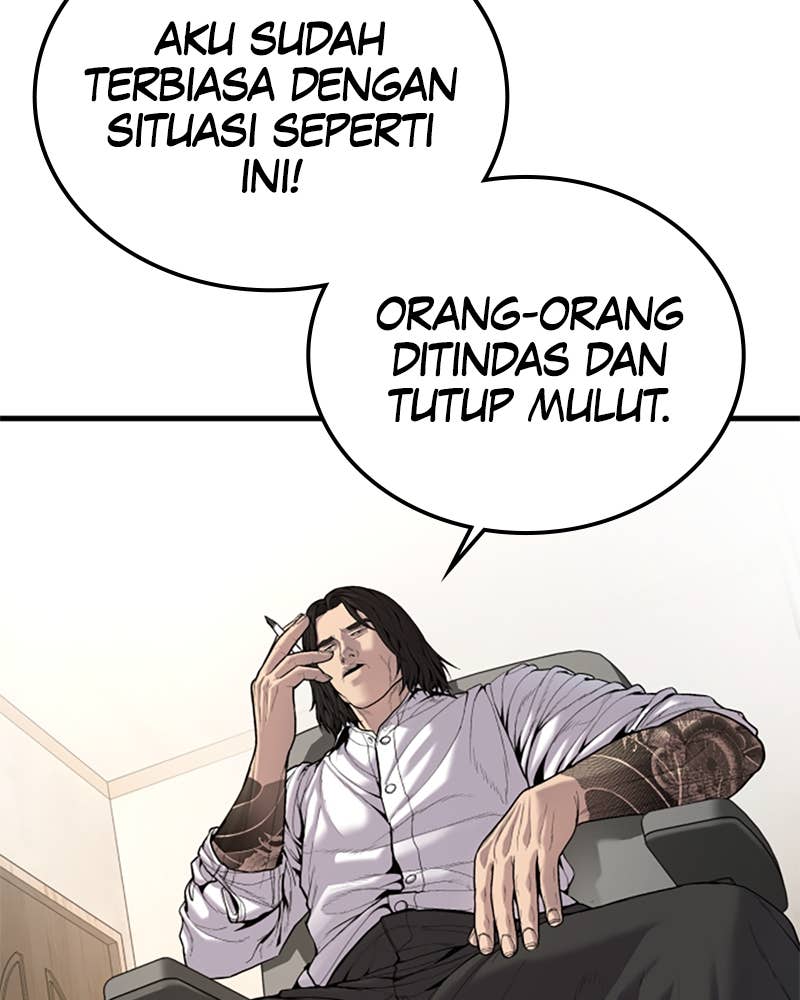 AKU SUDAH
TERBIASA DENGAN
SITUASI SEPERTI
INI!
ORANG-ORANG
DITINDAS DAN
TUTUP MULUT.